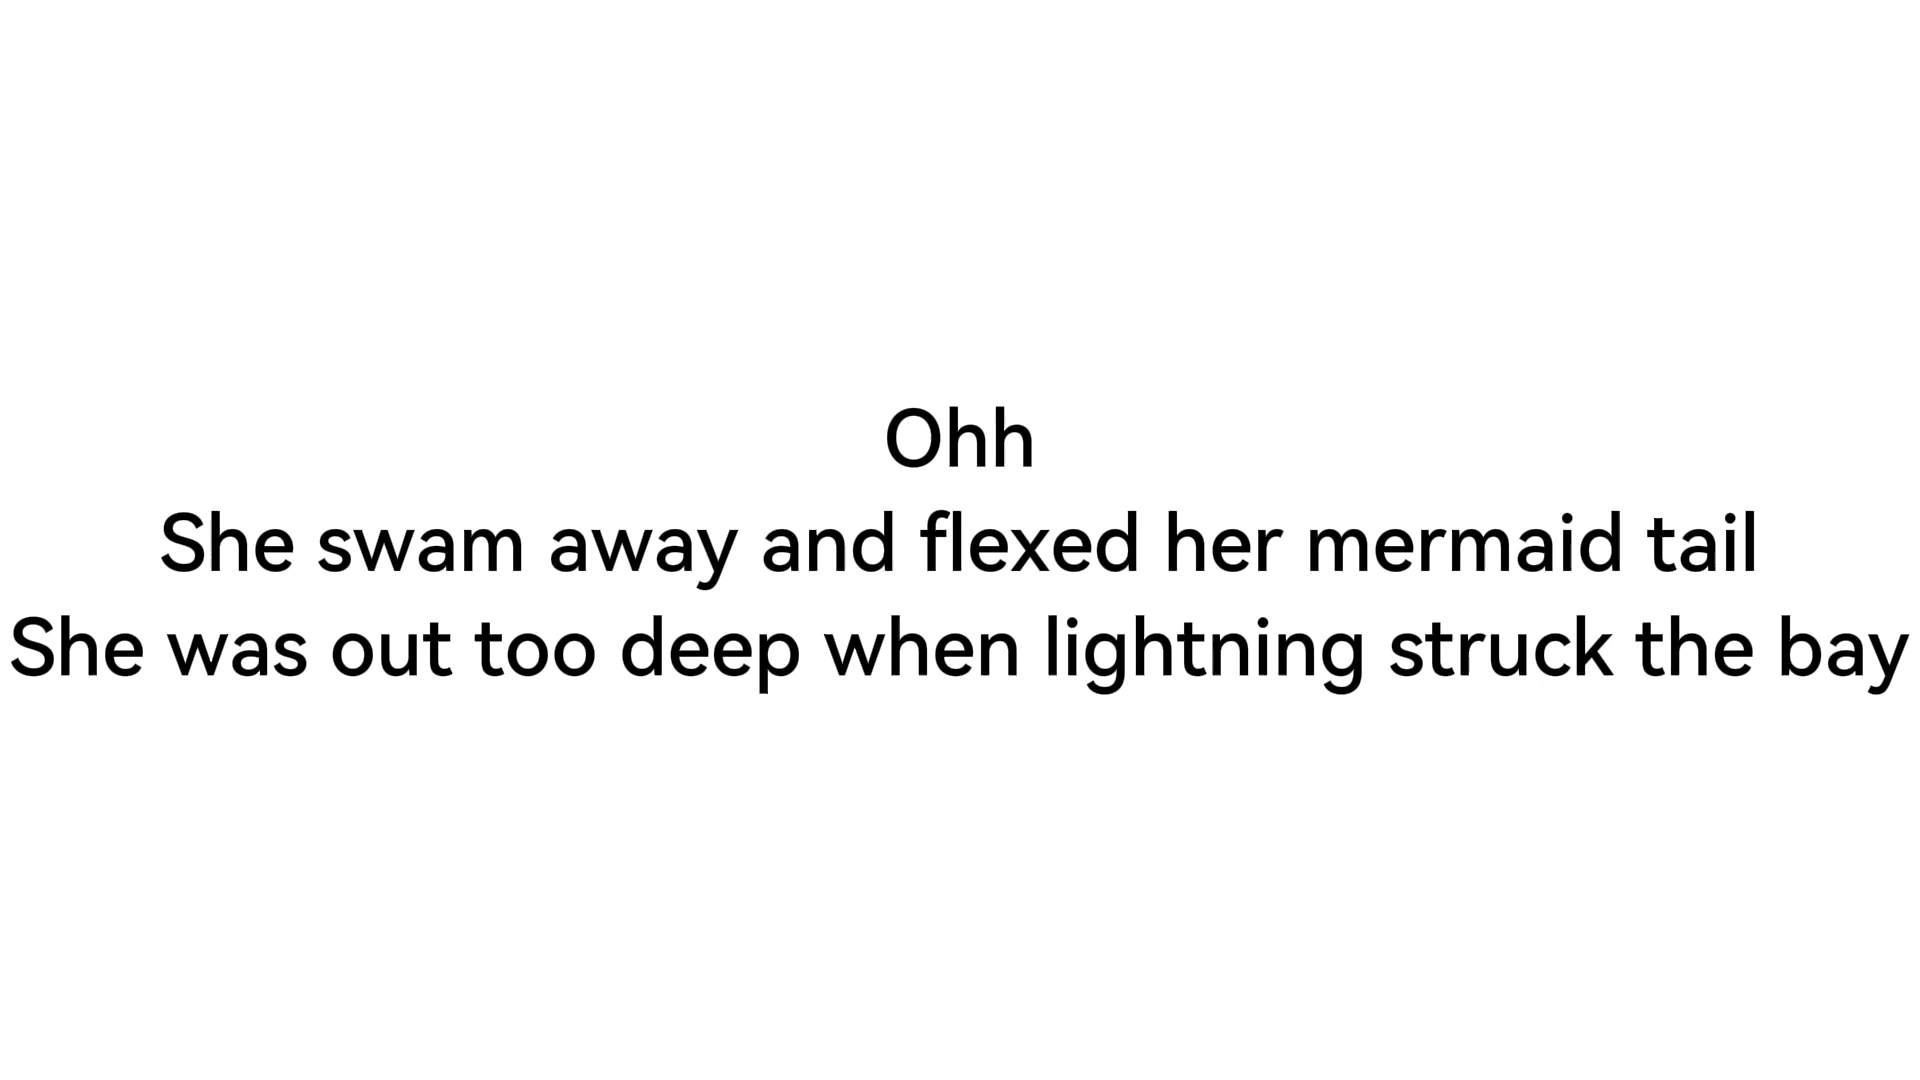 Ohh
She swam away and flexed her mermaid tail
She was out too deep when lightning struck the bay